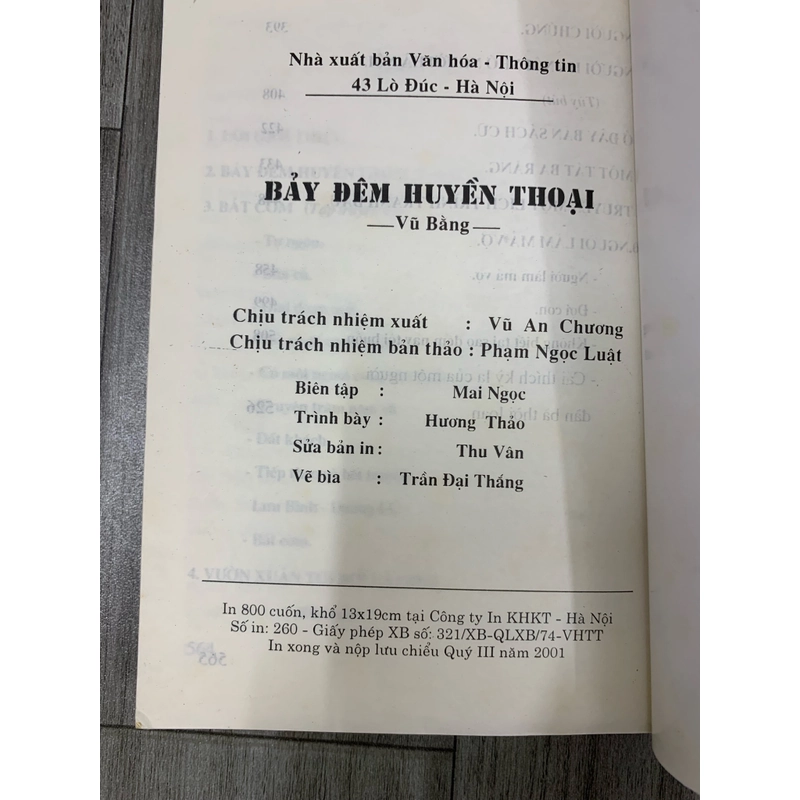 Nhà xuất bản Văn hóa - Thông tin
43 Lò Đúc - Hà Nội
BẢY ĐÊM HUYỀN THOẠI
— Vũ Bằng —
Chịu trách nhiệm xuất : Vũ An Chương
Chịu trách nhiệm bản thảo : Phạm Ngọc Luật
Biên tập : Mai Ngọc
Trình bày : Hương Thảo
Sửa bản in : Thu Vân
Vẽ bìa : Trần Đại Thắng
In 800 cuốn, khổ 13x19cm tại Công ty In KHKT - Hà Nội
Số in: 260 - Giấy phép XB số: 321/XB-QLXB/74-VHTT
In xong và nộp lưu chiểu Quý III năm 2001